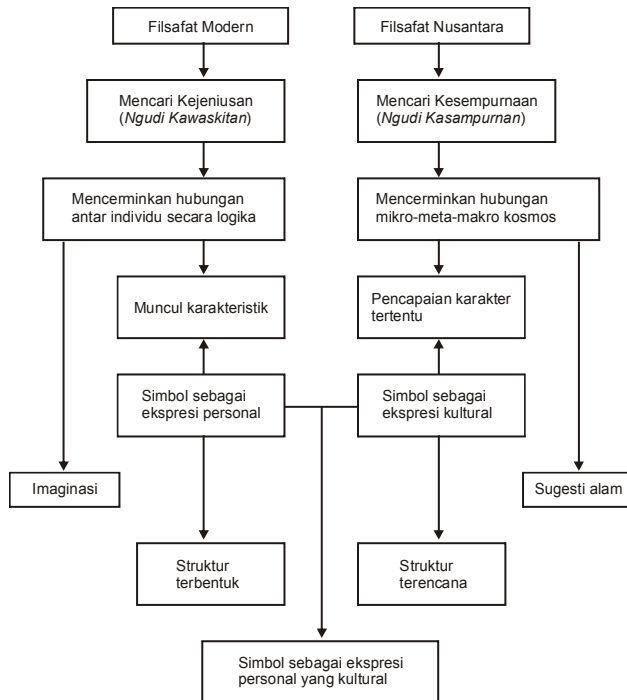 Filsafat Modern
Filsafat Nusantara
Mencari Kejeniusan
(Ngudi Kawaskitan)
Mencari Kesempurnaan
(Ngudi Kasampurnan)
Mencerminkan hubungan
antar individu secara logika
Mencerminkan hubungan
mikro-meta-makro kosmos
Muncul karakteristik
Pencapaian karakter
tertentu
Simbol sebagai
ekspresi personal
Simbol sebagai
ekspresi kultural
Imaginasi
Sugesti alam
Struktur
terbentuk
Struktur
terencana
Simbol sebagai ekspresi
personal yang kultural